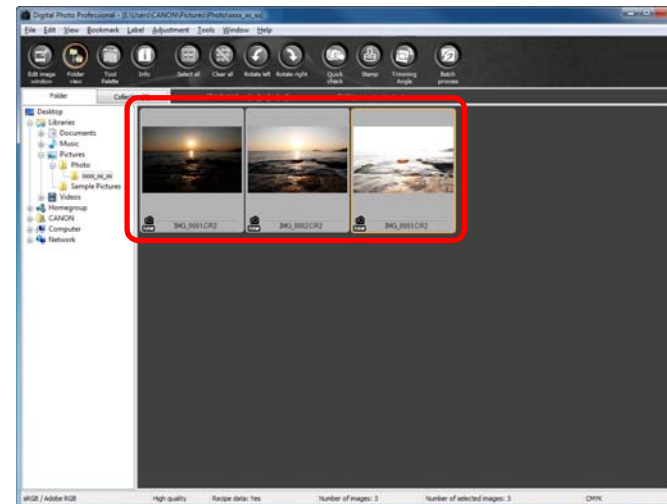 Digital Photo Professional - [E:\Users\CANON\Pictures\Photo\xxxx_xx_xx]
File Edit View Bookmark Label Adjustment Tools Window Help
Edit image window
Folder view
Tool Palette
Info
Select all
Clear all
Rotate left
Rotate right
Quick check
Stamp
Trimming Angle
Batch process
Folder
Desktop
Libraries
Documents
Music
Pictures
Photo
xxxx_xx_xx
Sample Pictures
Videos
Homegroup
CANON
Computer
Network
IMG_0001.CR2
IMG_0002.CR2
IMG_0003.CR2
sRGB / Adobe RGB
High quality
Recipe data: Yes
Number of images: 3
Number of selected images: 3
CMYK